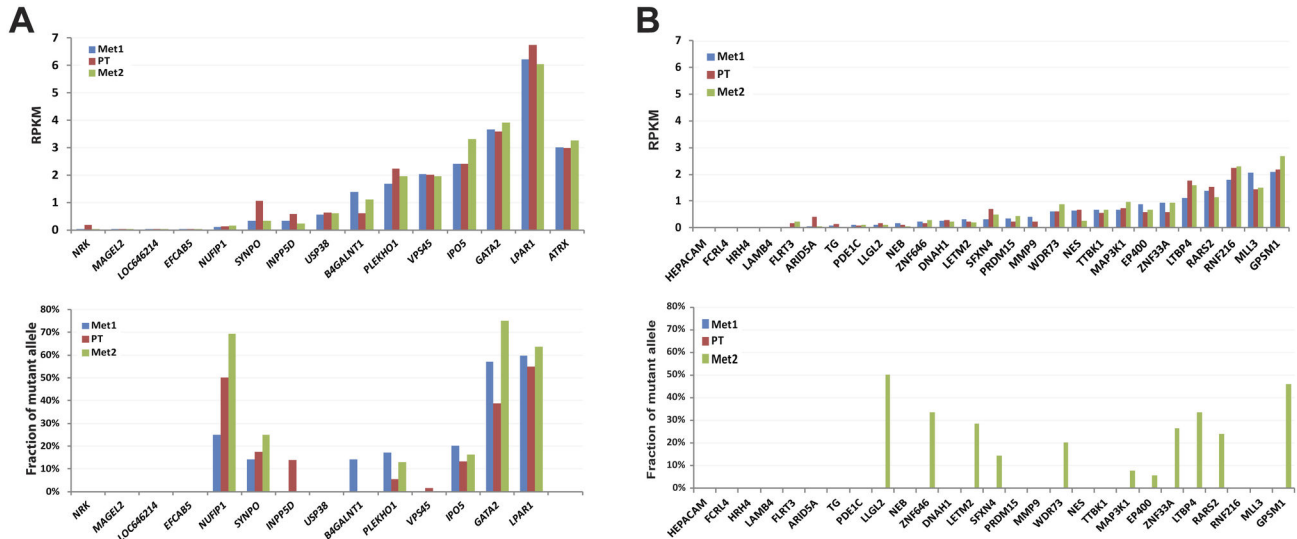 A
7
6
5
4
3
2
1
0
RPKM
Met1
PT
Met2
NRK
MAGEL2
LOC646214
EFCAB5
NUFIP1
SYNPO
INPP5D
USP38
B4GALNT1
PLEKHO1
VPS45
IPO5
GATA2
LPAR1
ATRX
80%
70%
60%
50%
40%
30%
20%
10%
0%
Fraction of mutant allele
Met1
PT
Met2
NRK
MAGEL2
LOC646214
EFCAB5
NUFIP1
SYNPO
INPP5D
USP38
B4GALNT1
PLEKHO1
VPS45
IPO5
GATA2
LPAR1
B
7
6
5
4
3
2
1
0
RPKM
Met1
PT
Met2
HEPACAM
FCRL4
HRH4
LAMB4
FLRT3
ARID5A
TG
PDE1C
LLGL2
NEB
ZNF646
DNAH1
LETM2
SFXN4
PRDM15
MMP9
WDR73
NES
TTBK1
MAP3K1
EP400
ZNF33A
LTBP4
RARS2
RNF216
MLL3
GPSM1
80%
70%
60%
50%
40%
30%
20%
10%
0%
Fraction of mutant allele
Met1
PT
Met2
HEPACAM
FCRL4
HRH4
LAMB4
FLRT3
ARID5A
TG
PDE1C
LLGL2
NEB
ZNF646
DNAH1
LETM2
SFXN4
PRDM15
MMP9
WDR73
NES
TTBK1
MAP3K1
EP400
ZNF33A
LTBP4
RARS2
RNF216
MLL3
GPSM1